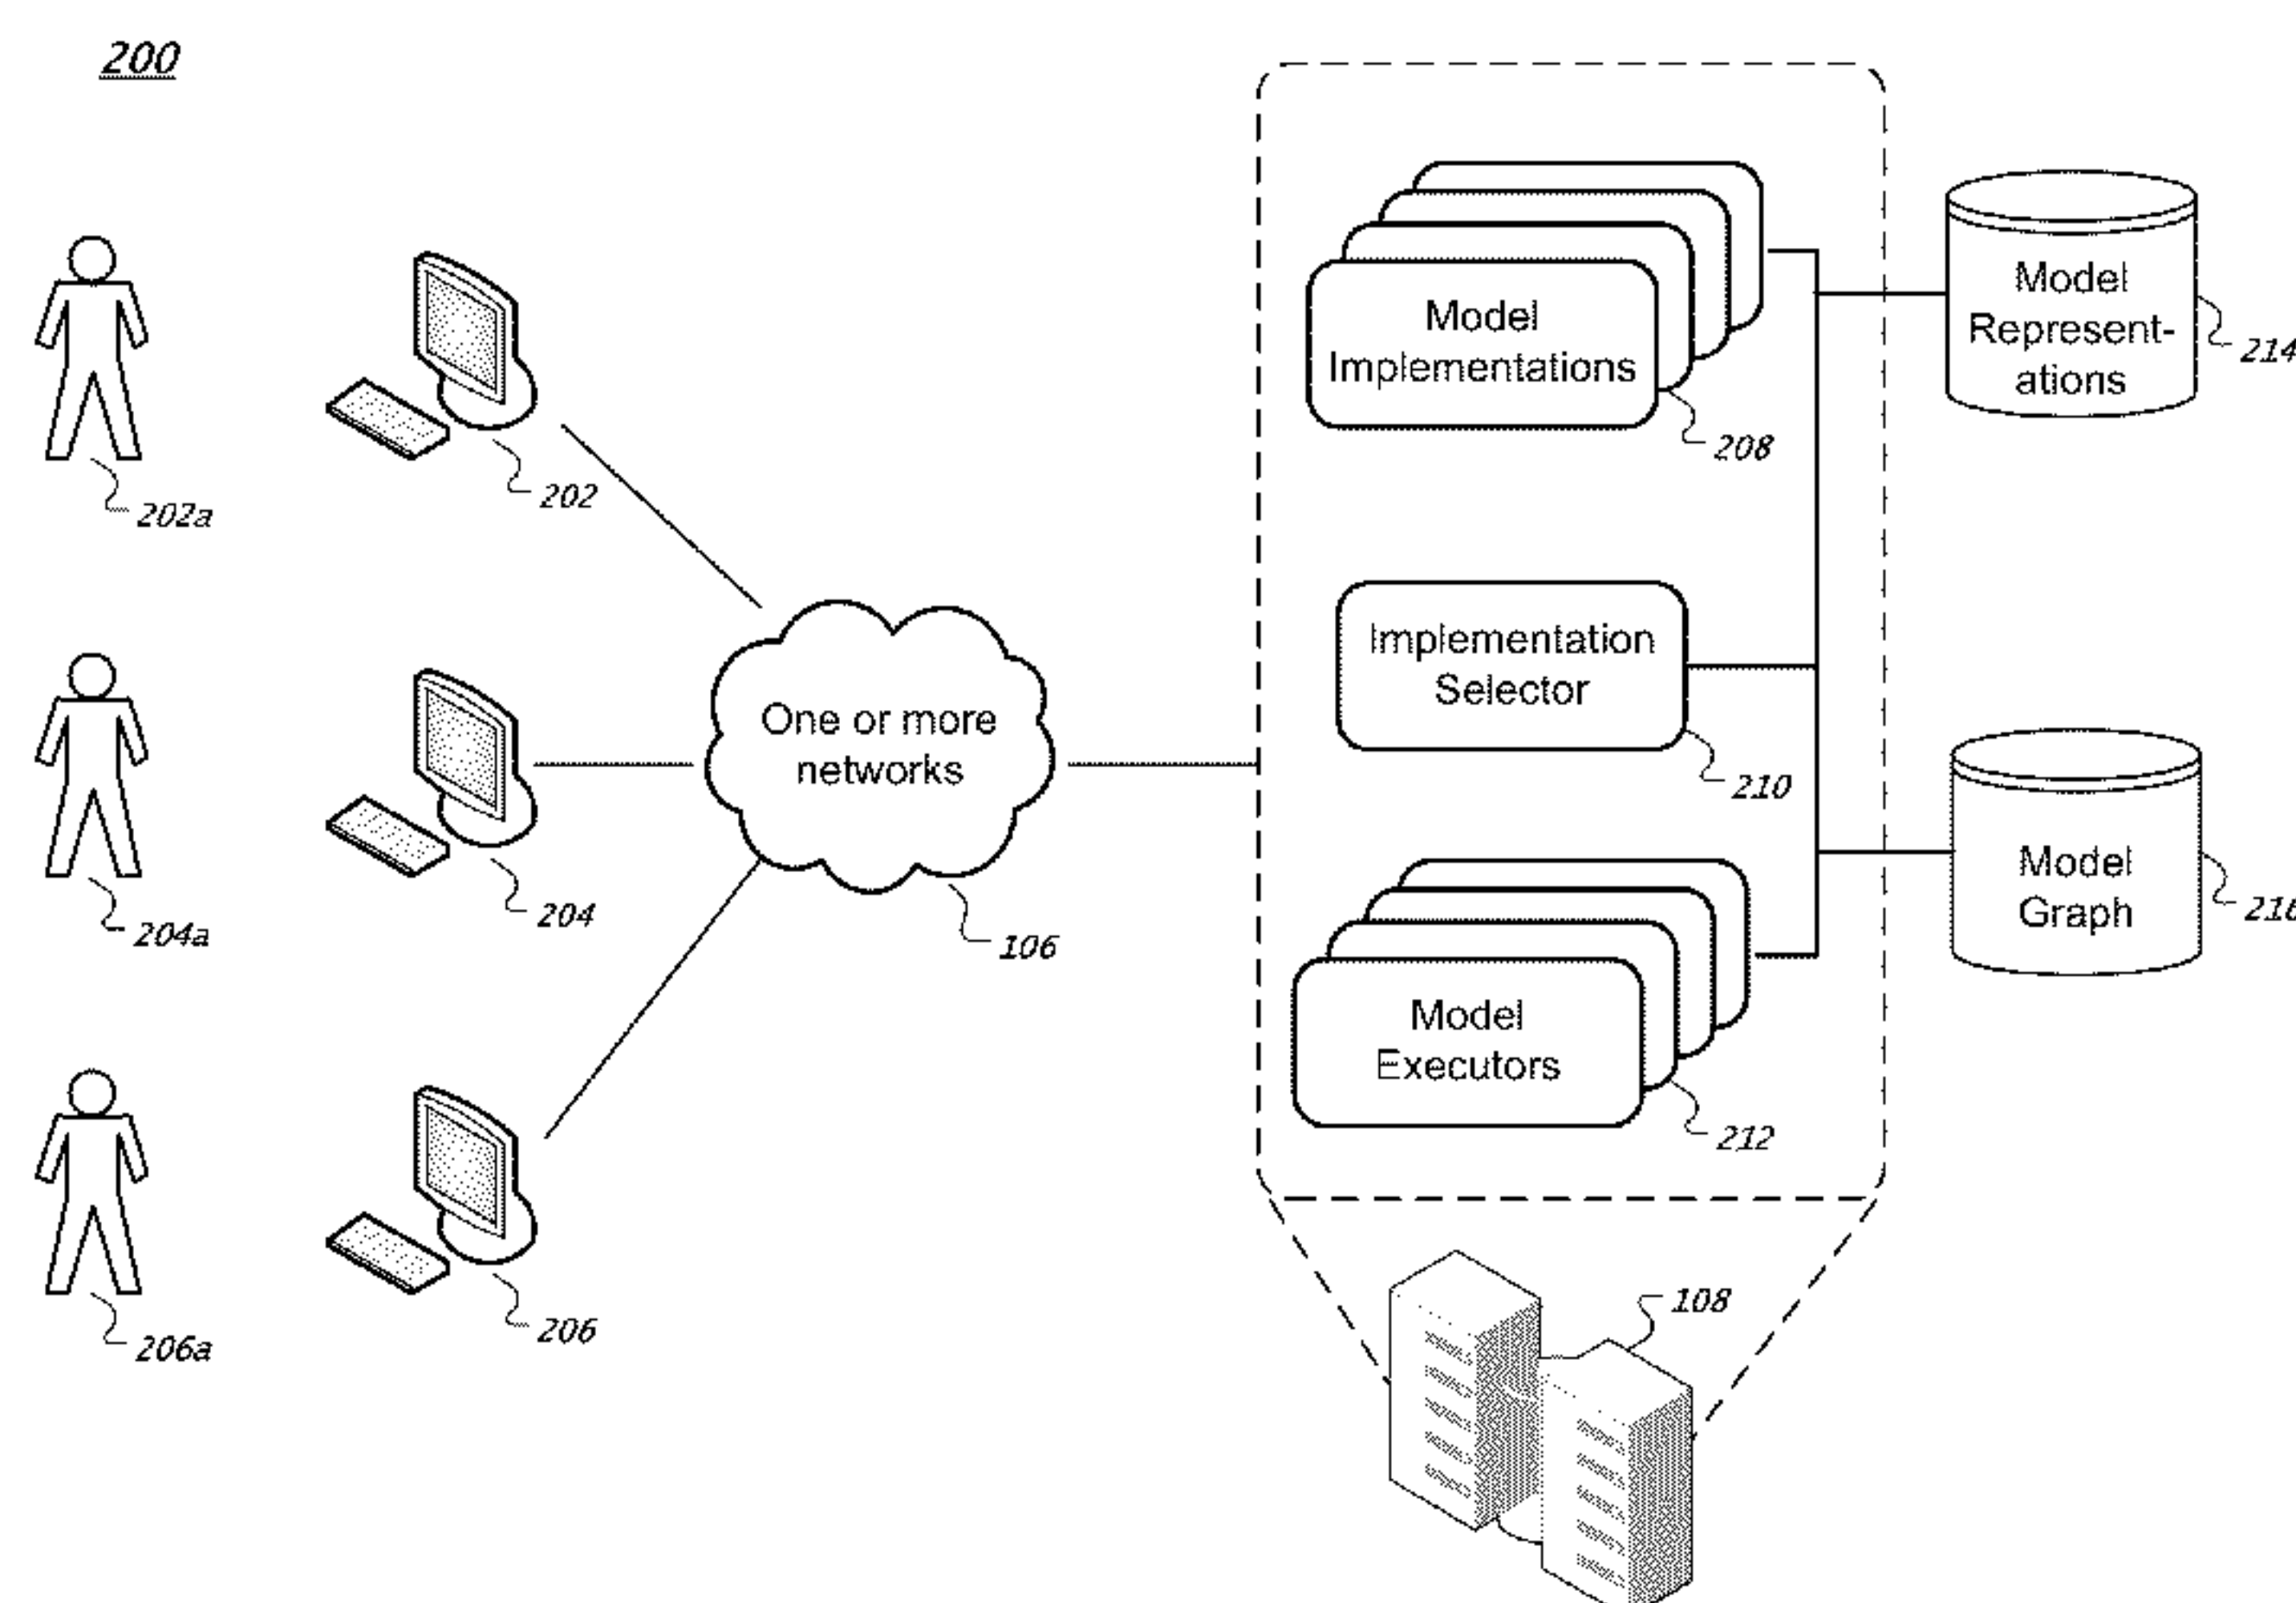 200
202a
202
204a
204
206a
206
One or more
networks
106
Model
Implementations
208
Implementation
Selector
210
Model
Executors
212
Model
Represent-
ations
214
Model
Graph
216
108